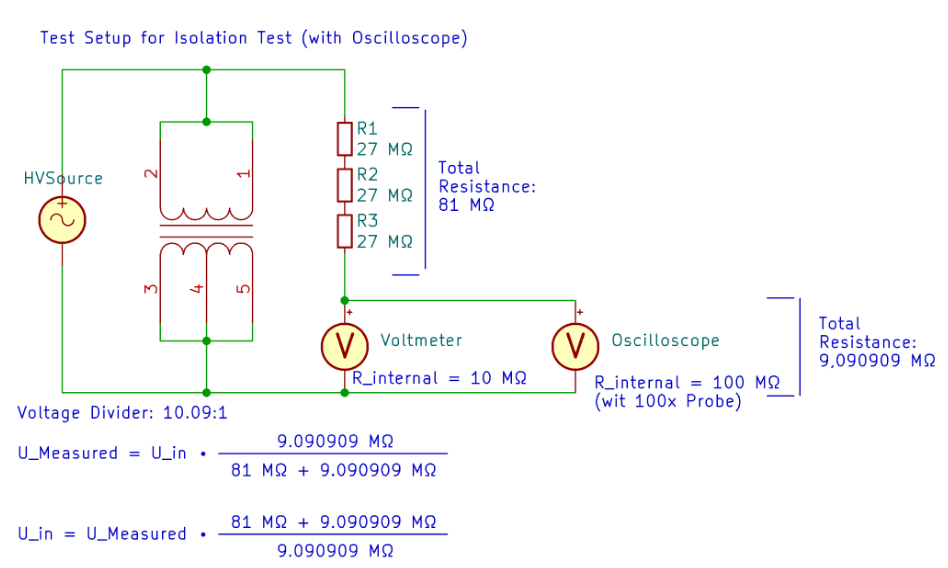 Test Setup for Isolation Test (with Oscilloscope)
HVSource
2
1
3
4
5
R1
27 MΩ
R2
27 MΩ
R3
27 MΩ
Total
Resistance:
81 MΩ
+
V
Voltmeter
R_internal = 10 MΩ
+
V
Oscilloscope
R_internal = 100 MΩ
(wit 100x Probe)
Total
Resistance:
9,090909 MΩ
Voltage Divider: 10.09:1
U_Measured = U_in •
9.090909 MΩ
81 MΩ + 9.090909 MΩ
U_in = U_Measured •
81 MΩ + 9.090909 MΩ
9.090909 MΩ